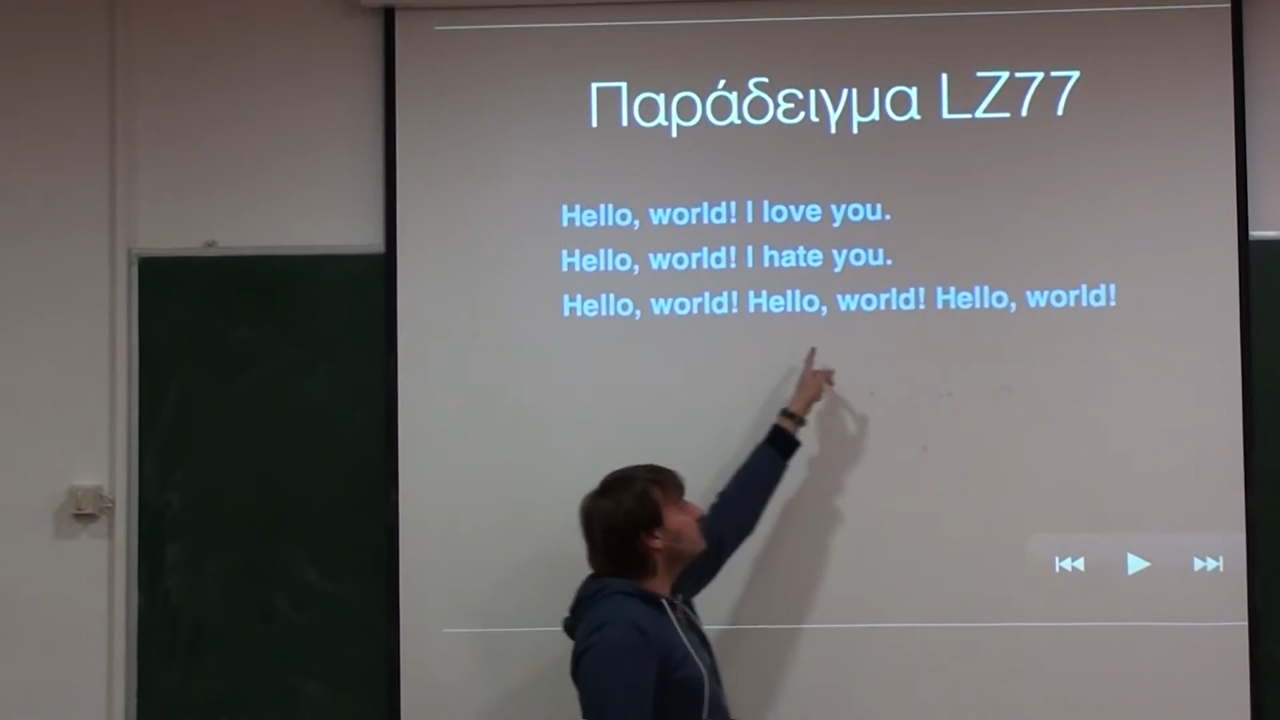 Παράδειγμα LZ77
Hello, world! I love you.
Hello, world! I hate you.
Hello, world! Hello, world! Hello, world!